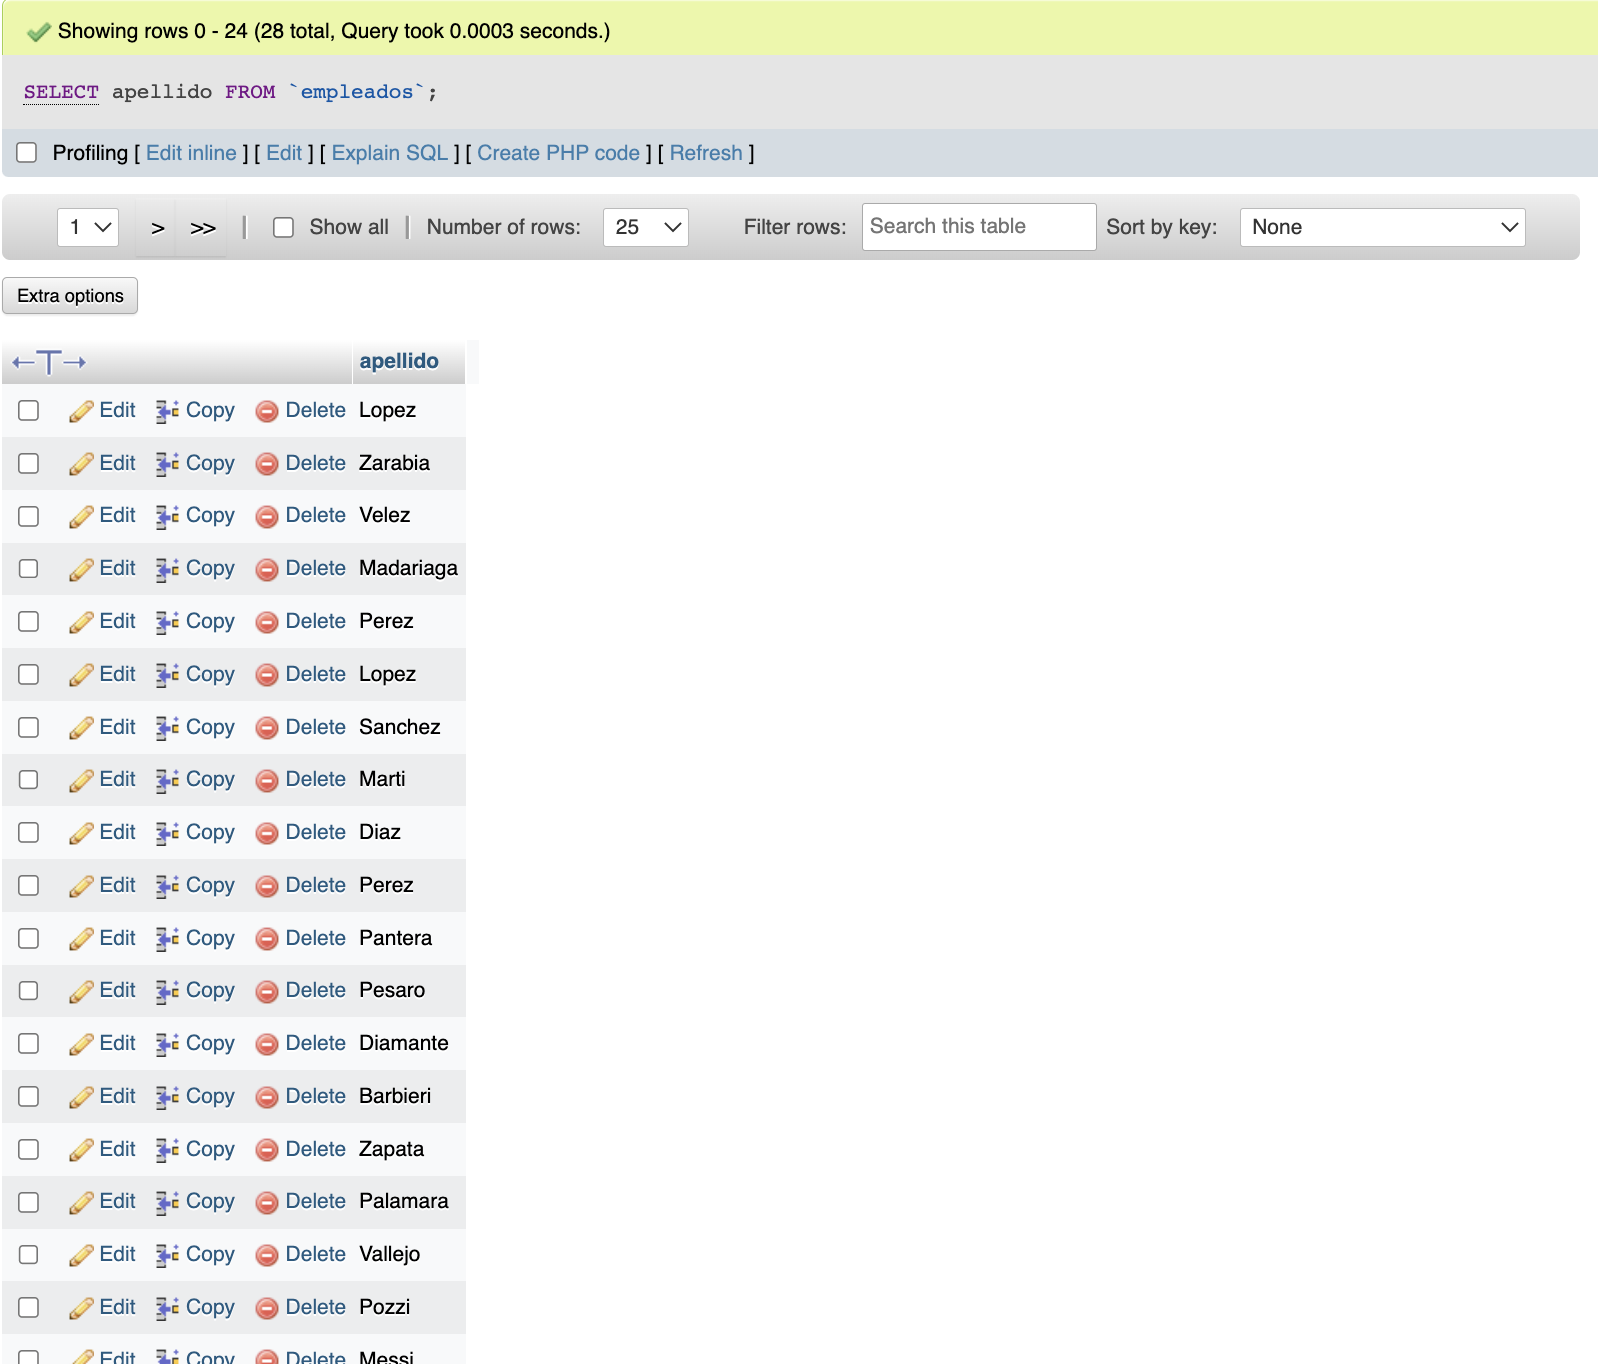 Showing rows 0 - 24 (28 total, Query took 0.0003 seconds.)
SELECT apellido FROM `empleados`;
Profiling [ Edit inline ] [ Edit ] [ Explain SQL ] [ Create PHP code ] [ Refresh ]
1 > >> | Show all | Number of rows: 25 Filter rows: Search this table Sort by key: None
Extra options
←T→ apellido
Edit Copy Delete Lopez
Edit Copy Delete Zarabia
Edit Copy Delete Velez
Edit Copy Delete Madariaga
Edit Copy Delete Perez
Edit Copy Delete Lopez
Edit Copy Delete Sanchez
Edit Copy Delete Marti
Edit Copy Delete Diaz
Edit Copy Delete Perez
Edit Copy Delete Pantera
Edit Copy Delete Pesaro
Edit Copy Delete Diamante
Edit Copy Delete Barbieri
Edit Copy Delete Zapata
Edit Copy Delete Palamara
Edit Copy Delete Vallejo
Edit Copy Delete Pozzi
Edit Copy Delete Messi